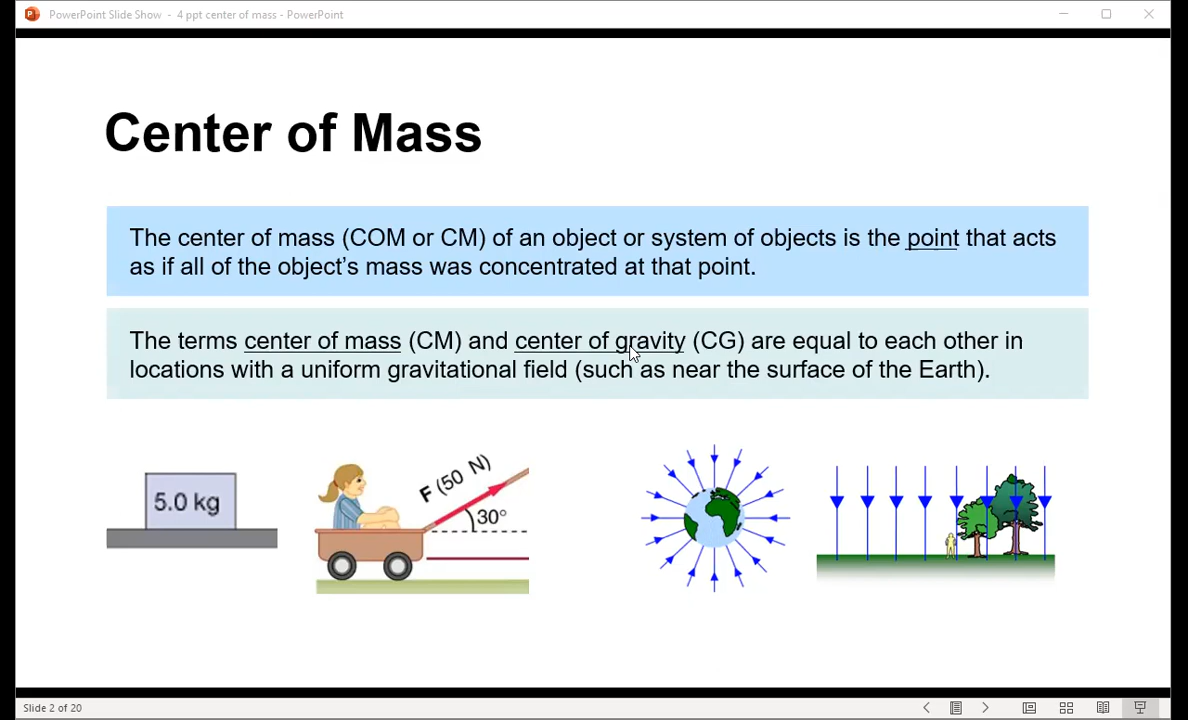 PowerPoint Slide Show - 4 ppt center of mass - PowerPoint
Center of Mass
The center of mass (COM or CM) of an object or system of objects is the point that acts
as if all of the object's mass was concentrated at that point.
The terms center of mass (CM) and center of gravity (CG) are equal to each other in
locations with a uniform gravitational field (such as near the surface of the Earth).
5.0 kg
F (50 N)
30°
Slide 2 of 20